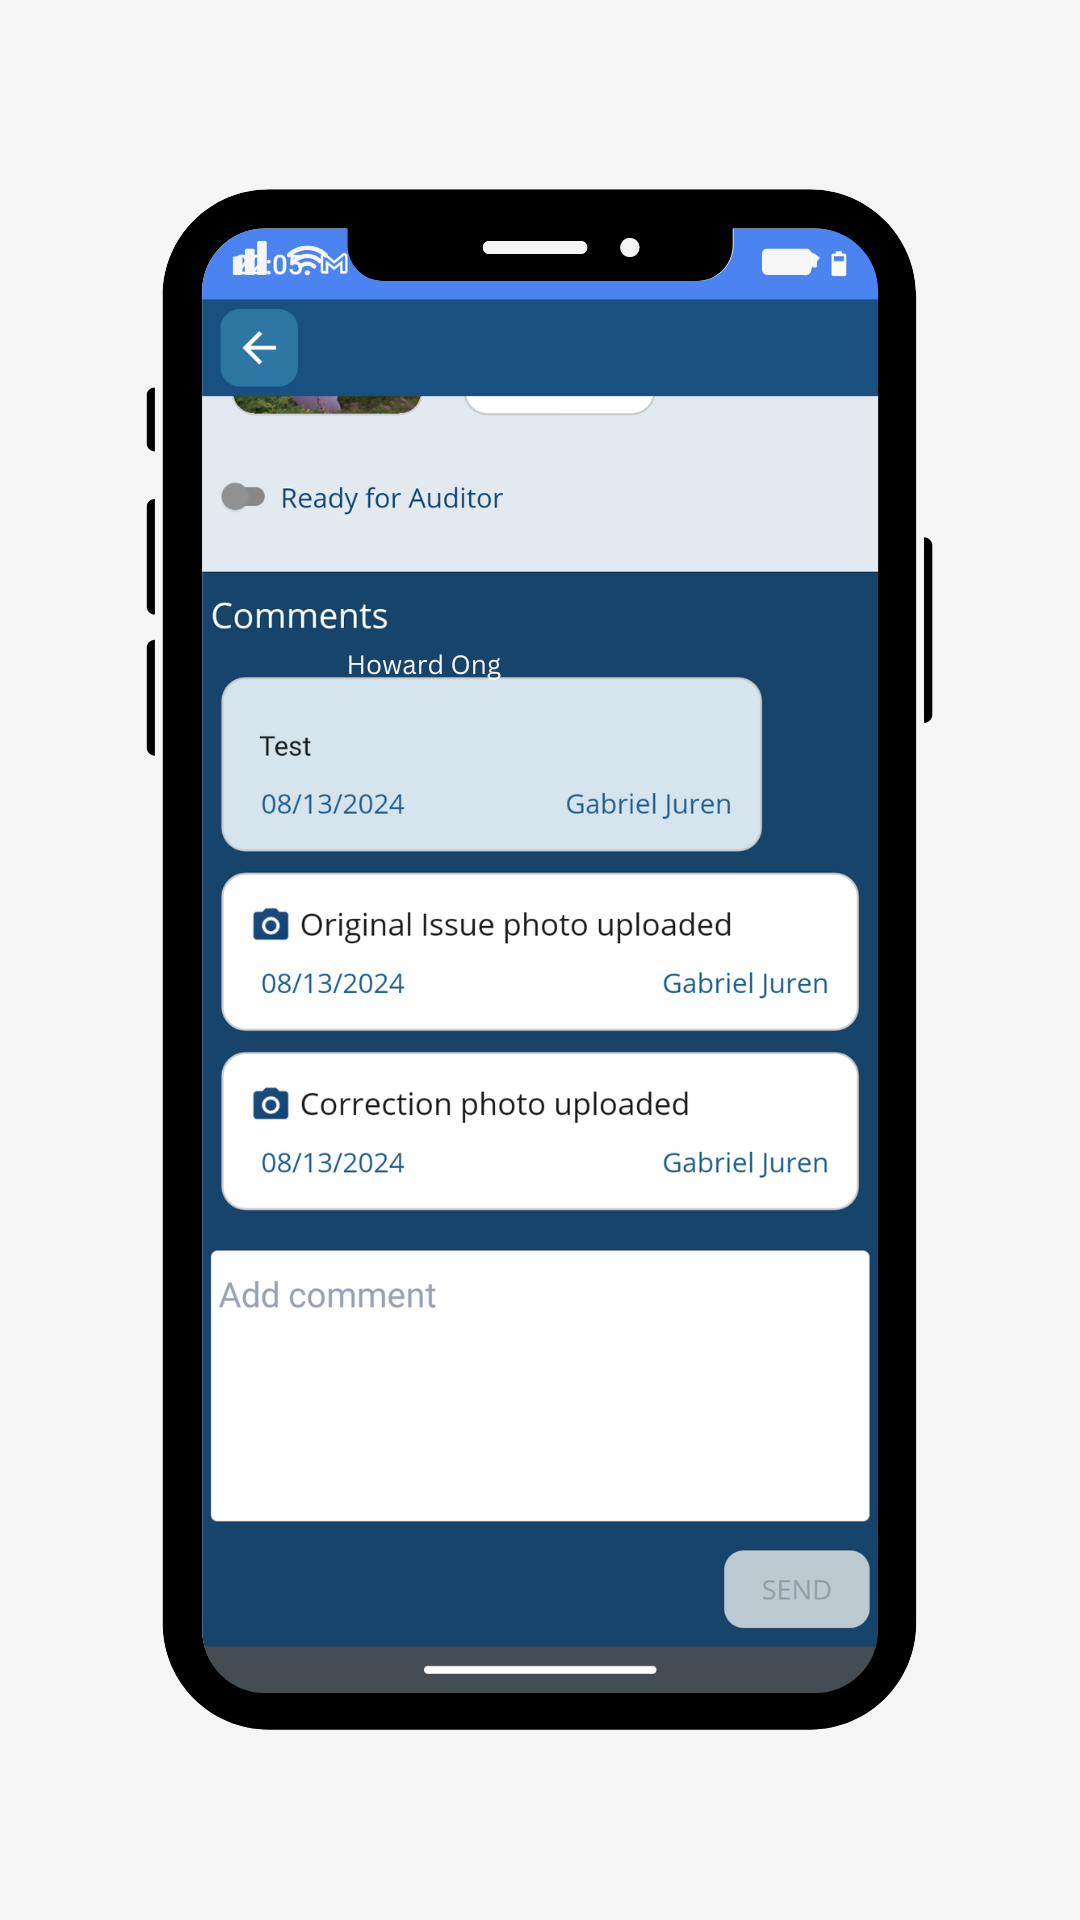 Ready for Auditor
Comments
Howard Ong
Test
08/13/2024 Gabriel Juren
Original Issue photo uploaded
08/13/2024 Gabriel Juren
Correction photo uploaded
08/13/2024 Gabriel Juren
Add comment
SEND